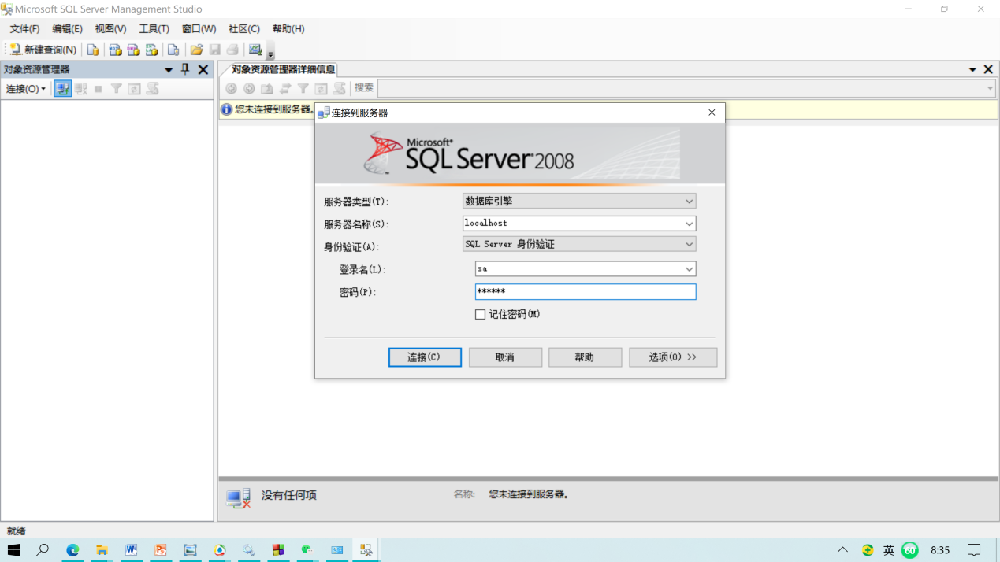 Microsoft SQL Server Management Studio
文件(F) 编辑(E) 视图(V) 工具(T) 窗口(W) 社区(C) 帮助(H)
新建查询(N)
对象资源管理器
对象资源管理器详细信息
连接(O)
搜索
您未连接到服务器。
连接到服务器
Microsoft®
SQL Server® 2008
服务器类型(T): 数据库引擎
服务器名称(S): localhost
身份验证(A): SQL Server 身份验证
登录名(L): sa
密码(P): ******
记住密码(M)
连接(C) 取消 帮助 选项(O) >>
没有任何项
名称: 您未连接到服务器。
就绪
英 60 8:35